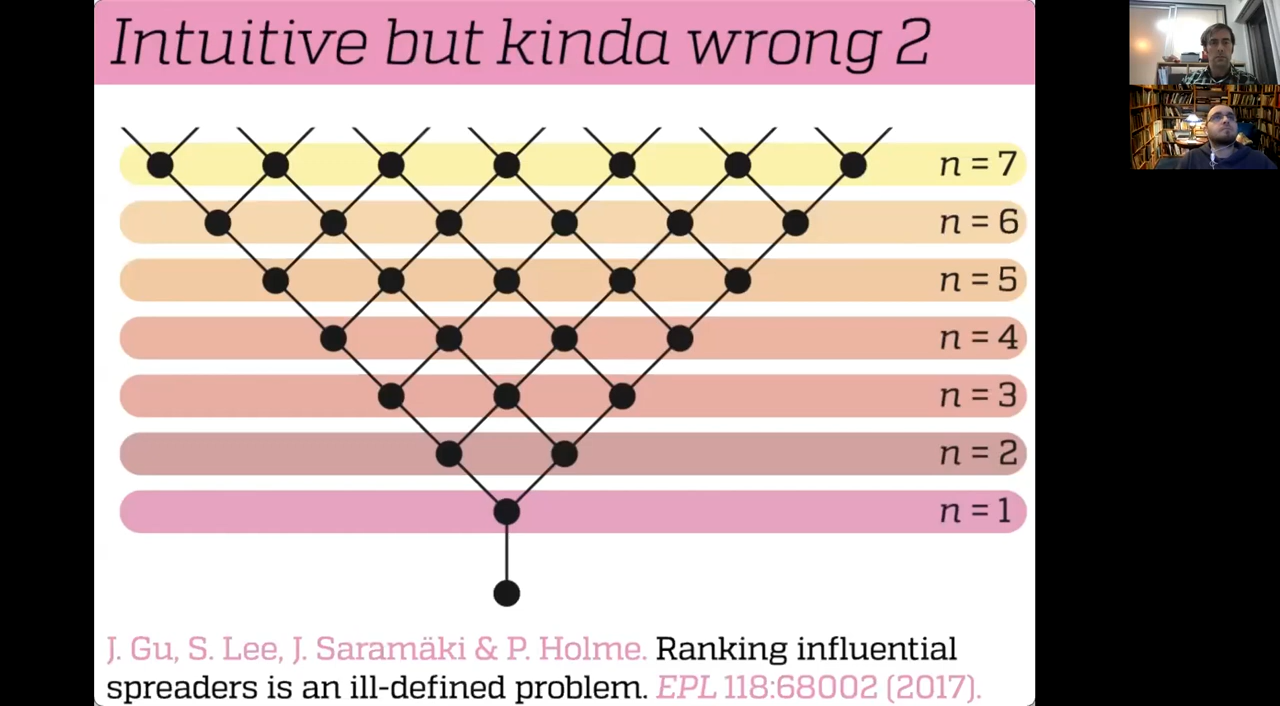 Intuitive but kinda wrong 2
n = 7
n = 6
n = 5
n = 4
n = 3
n = 2
n = 1
J. Gu, S. Lee, J. Saramäki & P. Holme. Ranking influential
spreaders is an ill-defined problem. EPL 118:68002 (2017).